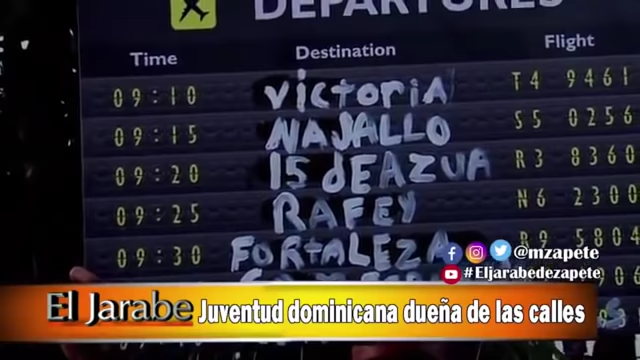 DEPARTURES
Time Destination Flight
09:10 VICTORIA T4 9461
09:15 NAJALLO S5 0256
09:20 15 dEAZUA R3 8360
09:25 RAFEY N6 2300
09:30 FORTALEZA 5804
@mzapete
#Eljarabedezapete
El Jarabe Juventud dominicana dueña de las calles